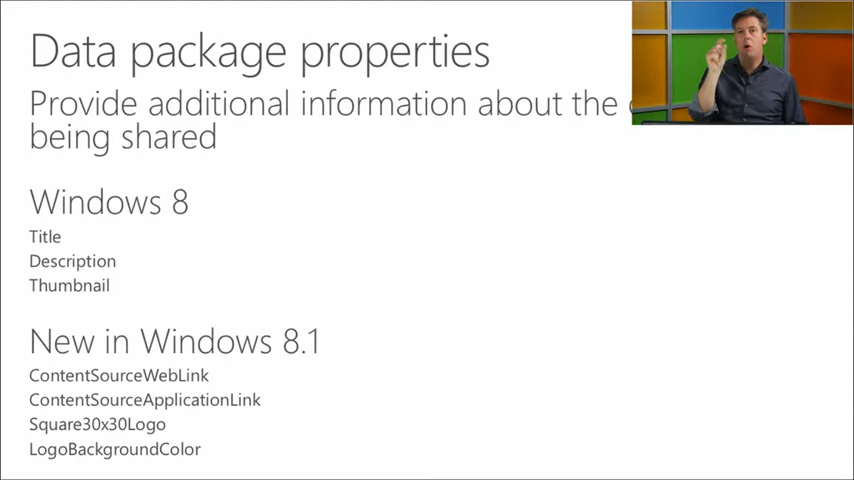 Data package properties
Provide additional information about the
being shared
Windows 8
Title
Description
Thumbnail
New in Windows 8.1
ContentSourceWebLink
ContentSourceApplicationLink
Square30x30Logo
LogoBackgroundColor